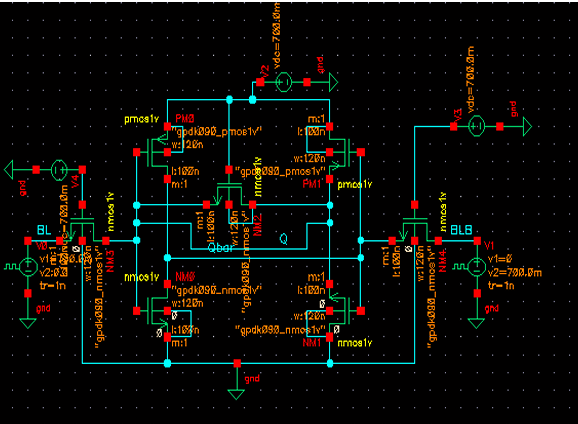 V2
vdc=700.0m
gnd
vdc=700.0m
V3
gnd
pmos1v
PM0
"gpdk090_pmos1v"
w:120n
l:100n
m:1
m:1
l:100n
w:120n
"gpdk090_pmos1v"
PM1
pmos1v
gnd
V4
vdc=700.0m
nmos1v
nmos1v
NM2
m:1
l:100n
w:120n
"gpdk090_nmos1v"
BL
V0
v1=0
v2=
tr=1n
gnd
l:100n
w:120n
"gpdk090_nmos1v"
NM3
Qbar
Q
nmos1v
m:1
l:100n
w:120n
"gpdk090_nmos1v"
NM4
BLB
V1
v1=0
v2=700.0m
tr=1n
gnd
nmos1v
NM0
"gpdk090_nmos1v"
w:120n
l:100n
m:1
m:1
l:100n
w:120n
"gpdk090_nmos1v"
NM1
nmos1v
gnd